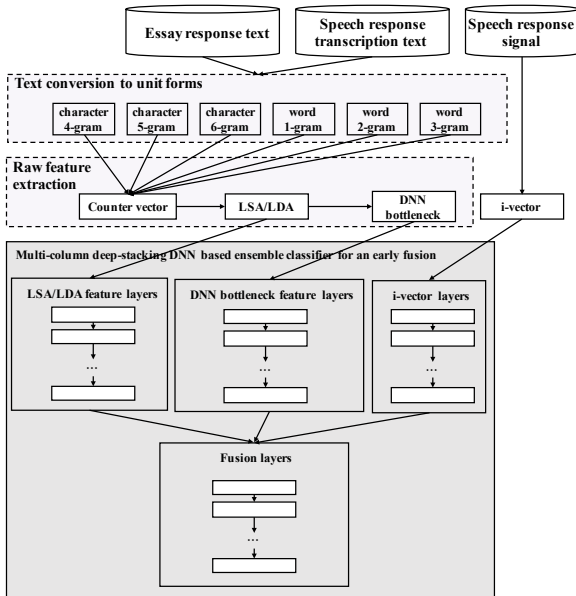 Essay response text
Speech response
transcription text
Speech response
signal
Text conversion to unit forms
character
4-gram
character
5-gram
character
6-gram
word
1-gram
word
2-gram
word
3-gram
Raw feature
extraction
Counter vector
LSA/LDA
DNN
bottleneck
i-vector
Multi-column deep-stacking DNN based ensemble classifier for an early fusion
LSA/LDA feature layers
...
DNN bottleneck feature layers
...
i-vector layers
...
Fusion layers
...